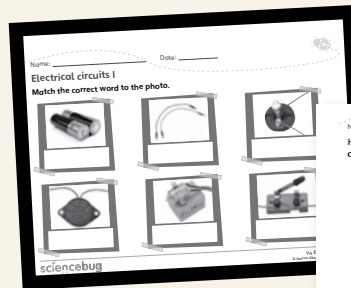 Name:
Date:
Electrical circuits 1
Match the correct word to the photo.
sciencebug